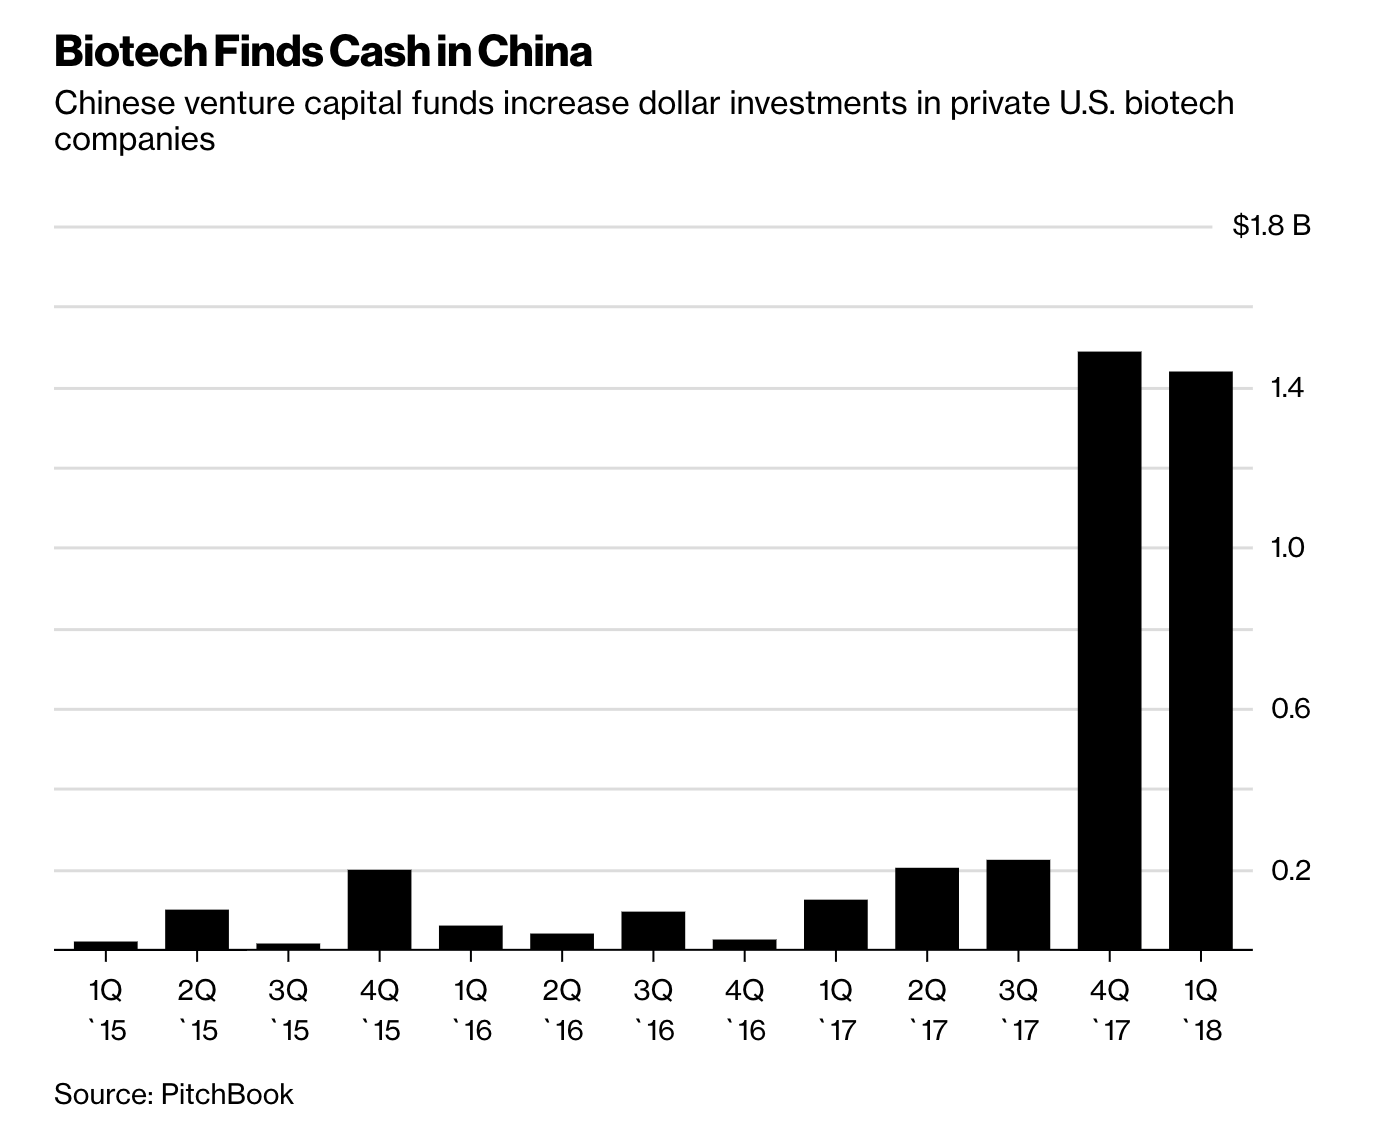 Biotech Finds Cash in China
Chinese venture capital funds increase dollar investments in private U.S. biotech
companies
$1.8 B
1.4
1.0
0.6
0.2
1Q 2Q 3Q 4Q 1Q 2Q 3Q 4Q 1Q 2Q 3Q 4Q 1Q
`15 `15 `15 `15 `16 `16 `16 `16 `17 `17 `17 `17 `18
Source: PitchBook